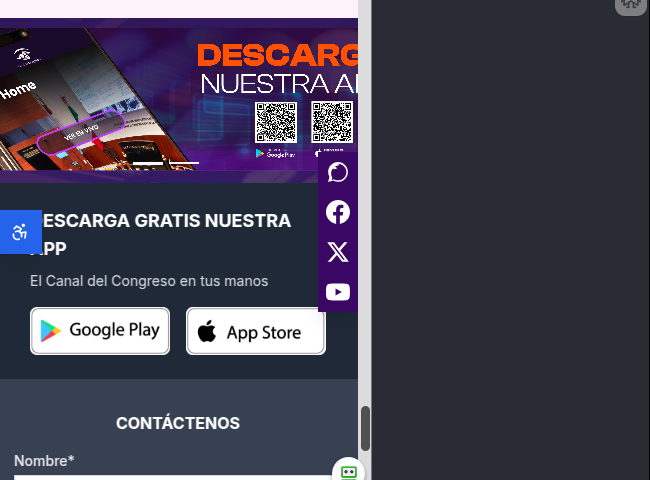 DESCARG
NUESTRA A
Home
VER EN VIVO
Google Play
DESCARGA GRATIS NUESTRA
APP
El Canal del Congreso en tus manos
Google Play
App Store
CONTÁCTENOS
Nombre*